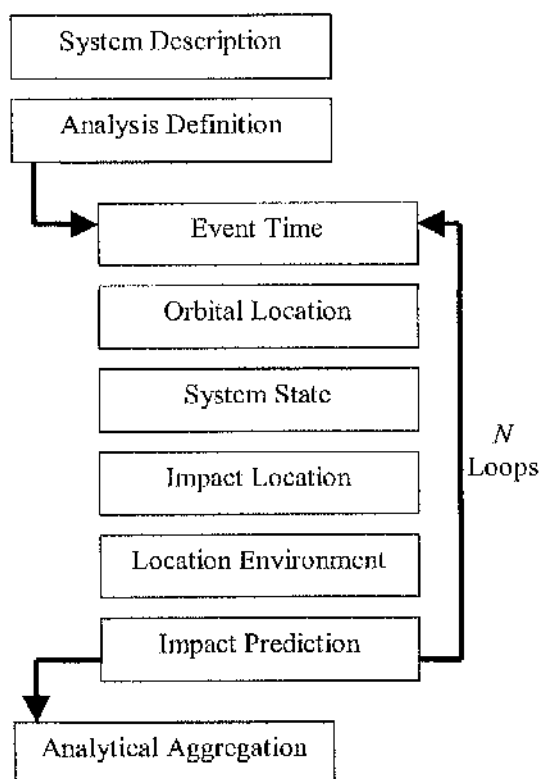 System Description
Analysis Definition
Event Time
Orbital Location
System State
N
Loops
Impact Location
Location Environment
Impact Prediction
Analytical Aggregation